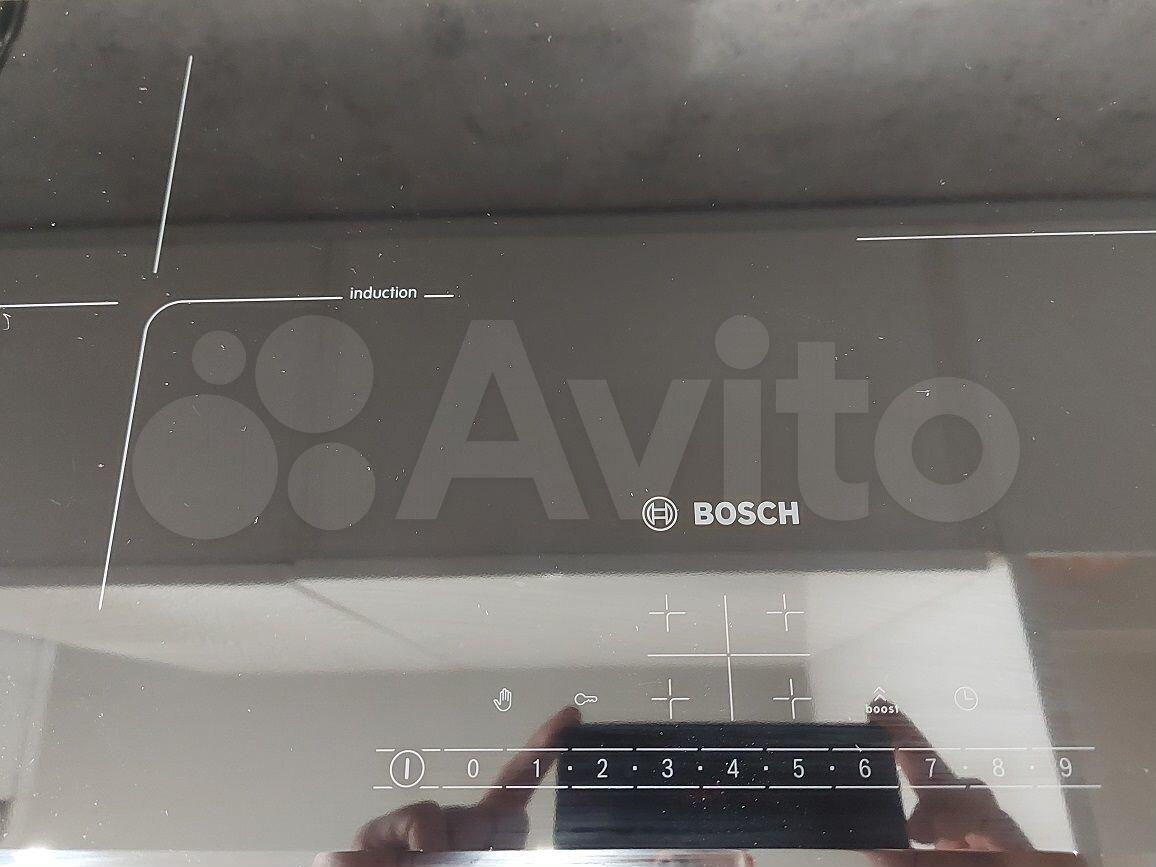 induction
Avito
BOSCH
boost
0 1 · 2 · 3 · 4 · 5 · 6 · 7 · 8 · 9